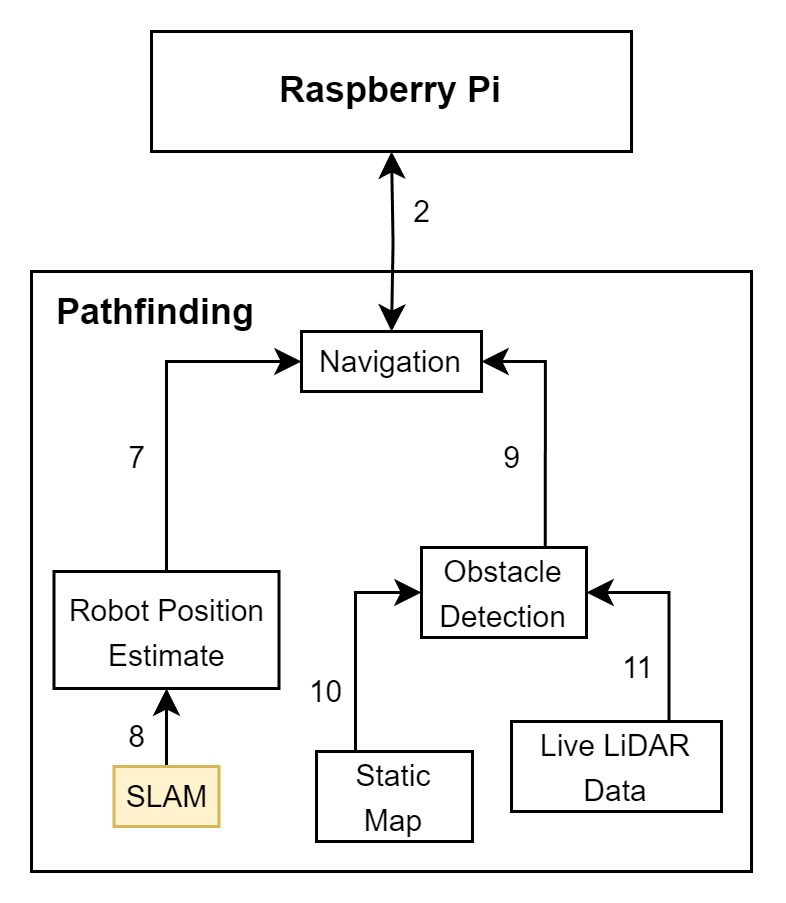 Raspberry Pi
2
Pathfinding
Navigation
7
9
Obstacle
Detection
Robot Position
Estimate
10
11
8
SLAM
Static
Map
Live LiDAR
Data